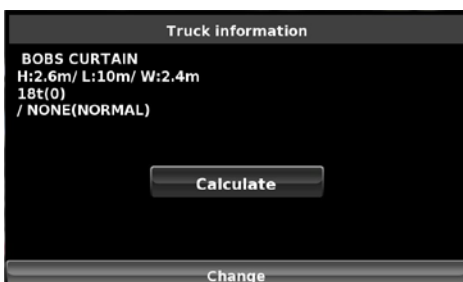 Truck information
BOBS CURTAIN
H:2.6m/ L:10m/ W:2.4m
18t(0)
/ NONE(NORMAL)
Calculate
Change